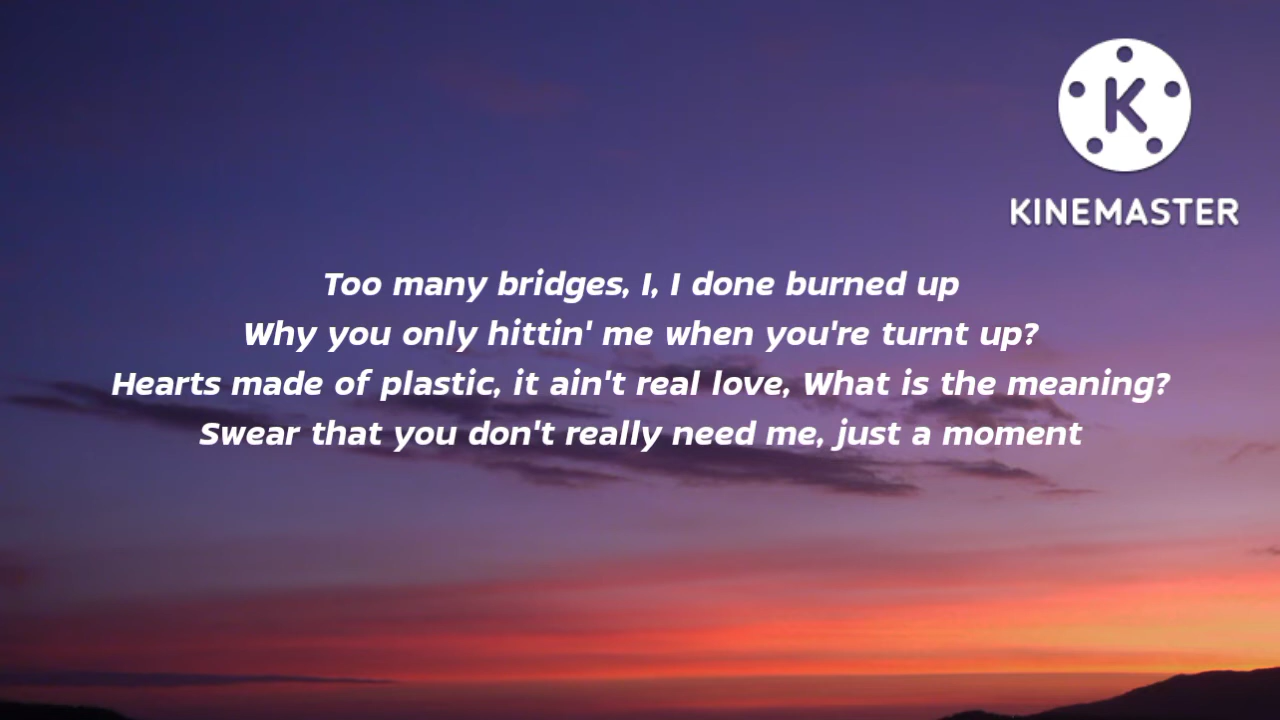 K
KINEMASTER
Too many bridges, I, I done burned up
Why you only hittin' me when you're turnt up?
Hearts made of plastic, it ain't real love, What is the meaning?
Swear that you don't really need me, just a moment